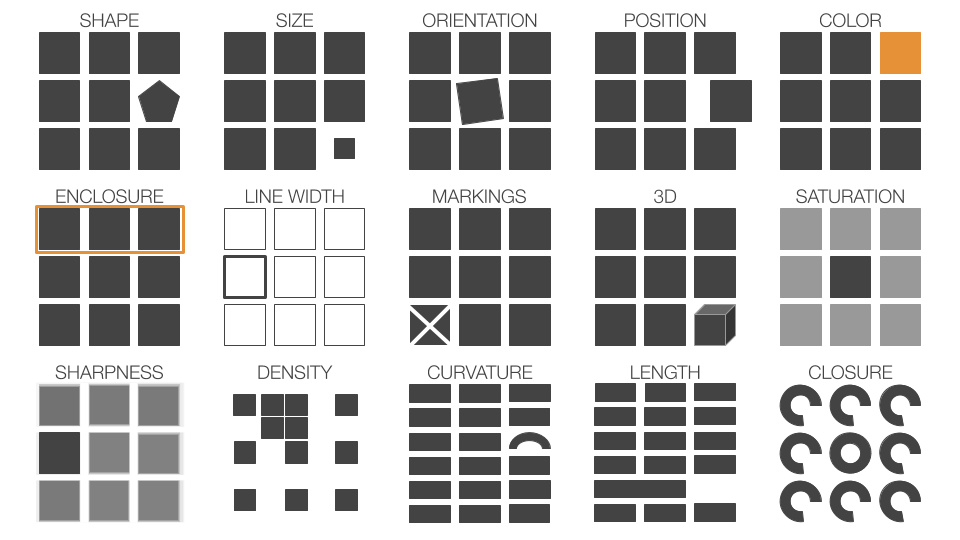 SHAPE
SIZE
ORIENTATION
POSITION
COLOR
ENCLOSURE
LINE WIDTH
MARKINGS
3D
SATURATION
SHARPNESS
DENSITY
CURVATURE
LENGTH
CLOSURE